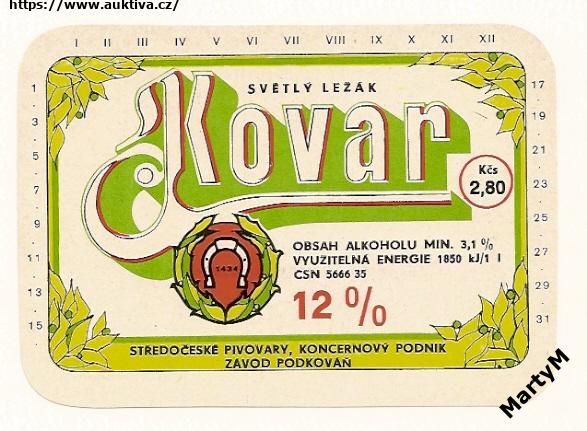 https://www.auktiva.cz/
I II III IV V VI VII VIII IX X XI XII
SVĚTLÝ LEŽÁK
Kovar
Kčs
2,80
OBSAH ALKOHOLU MIN. 3,1 %
VYUŽITELNÁ ENERGIE 1850 kJ/1 l
ČSN 5666 35
1434
12 %
STŘEDOČESKÉ PIVOVARY, KONCERNOVÝ PODNIK
ZÁVOD PODKOVÁŇ
1
3
5
7
9
11
13
15
17
19
21
23
25
27
29
31
MartyM